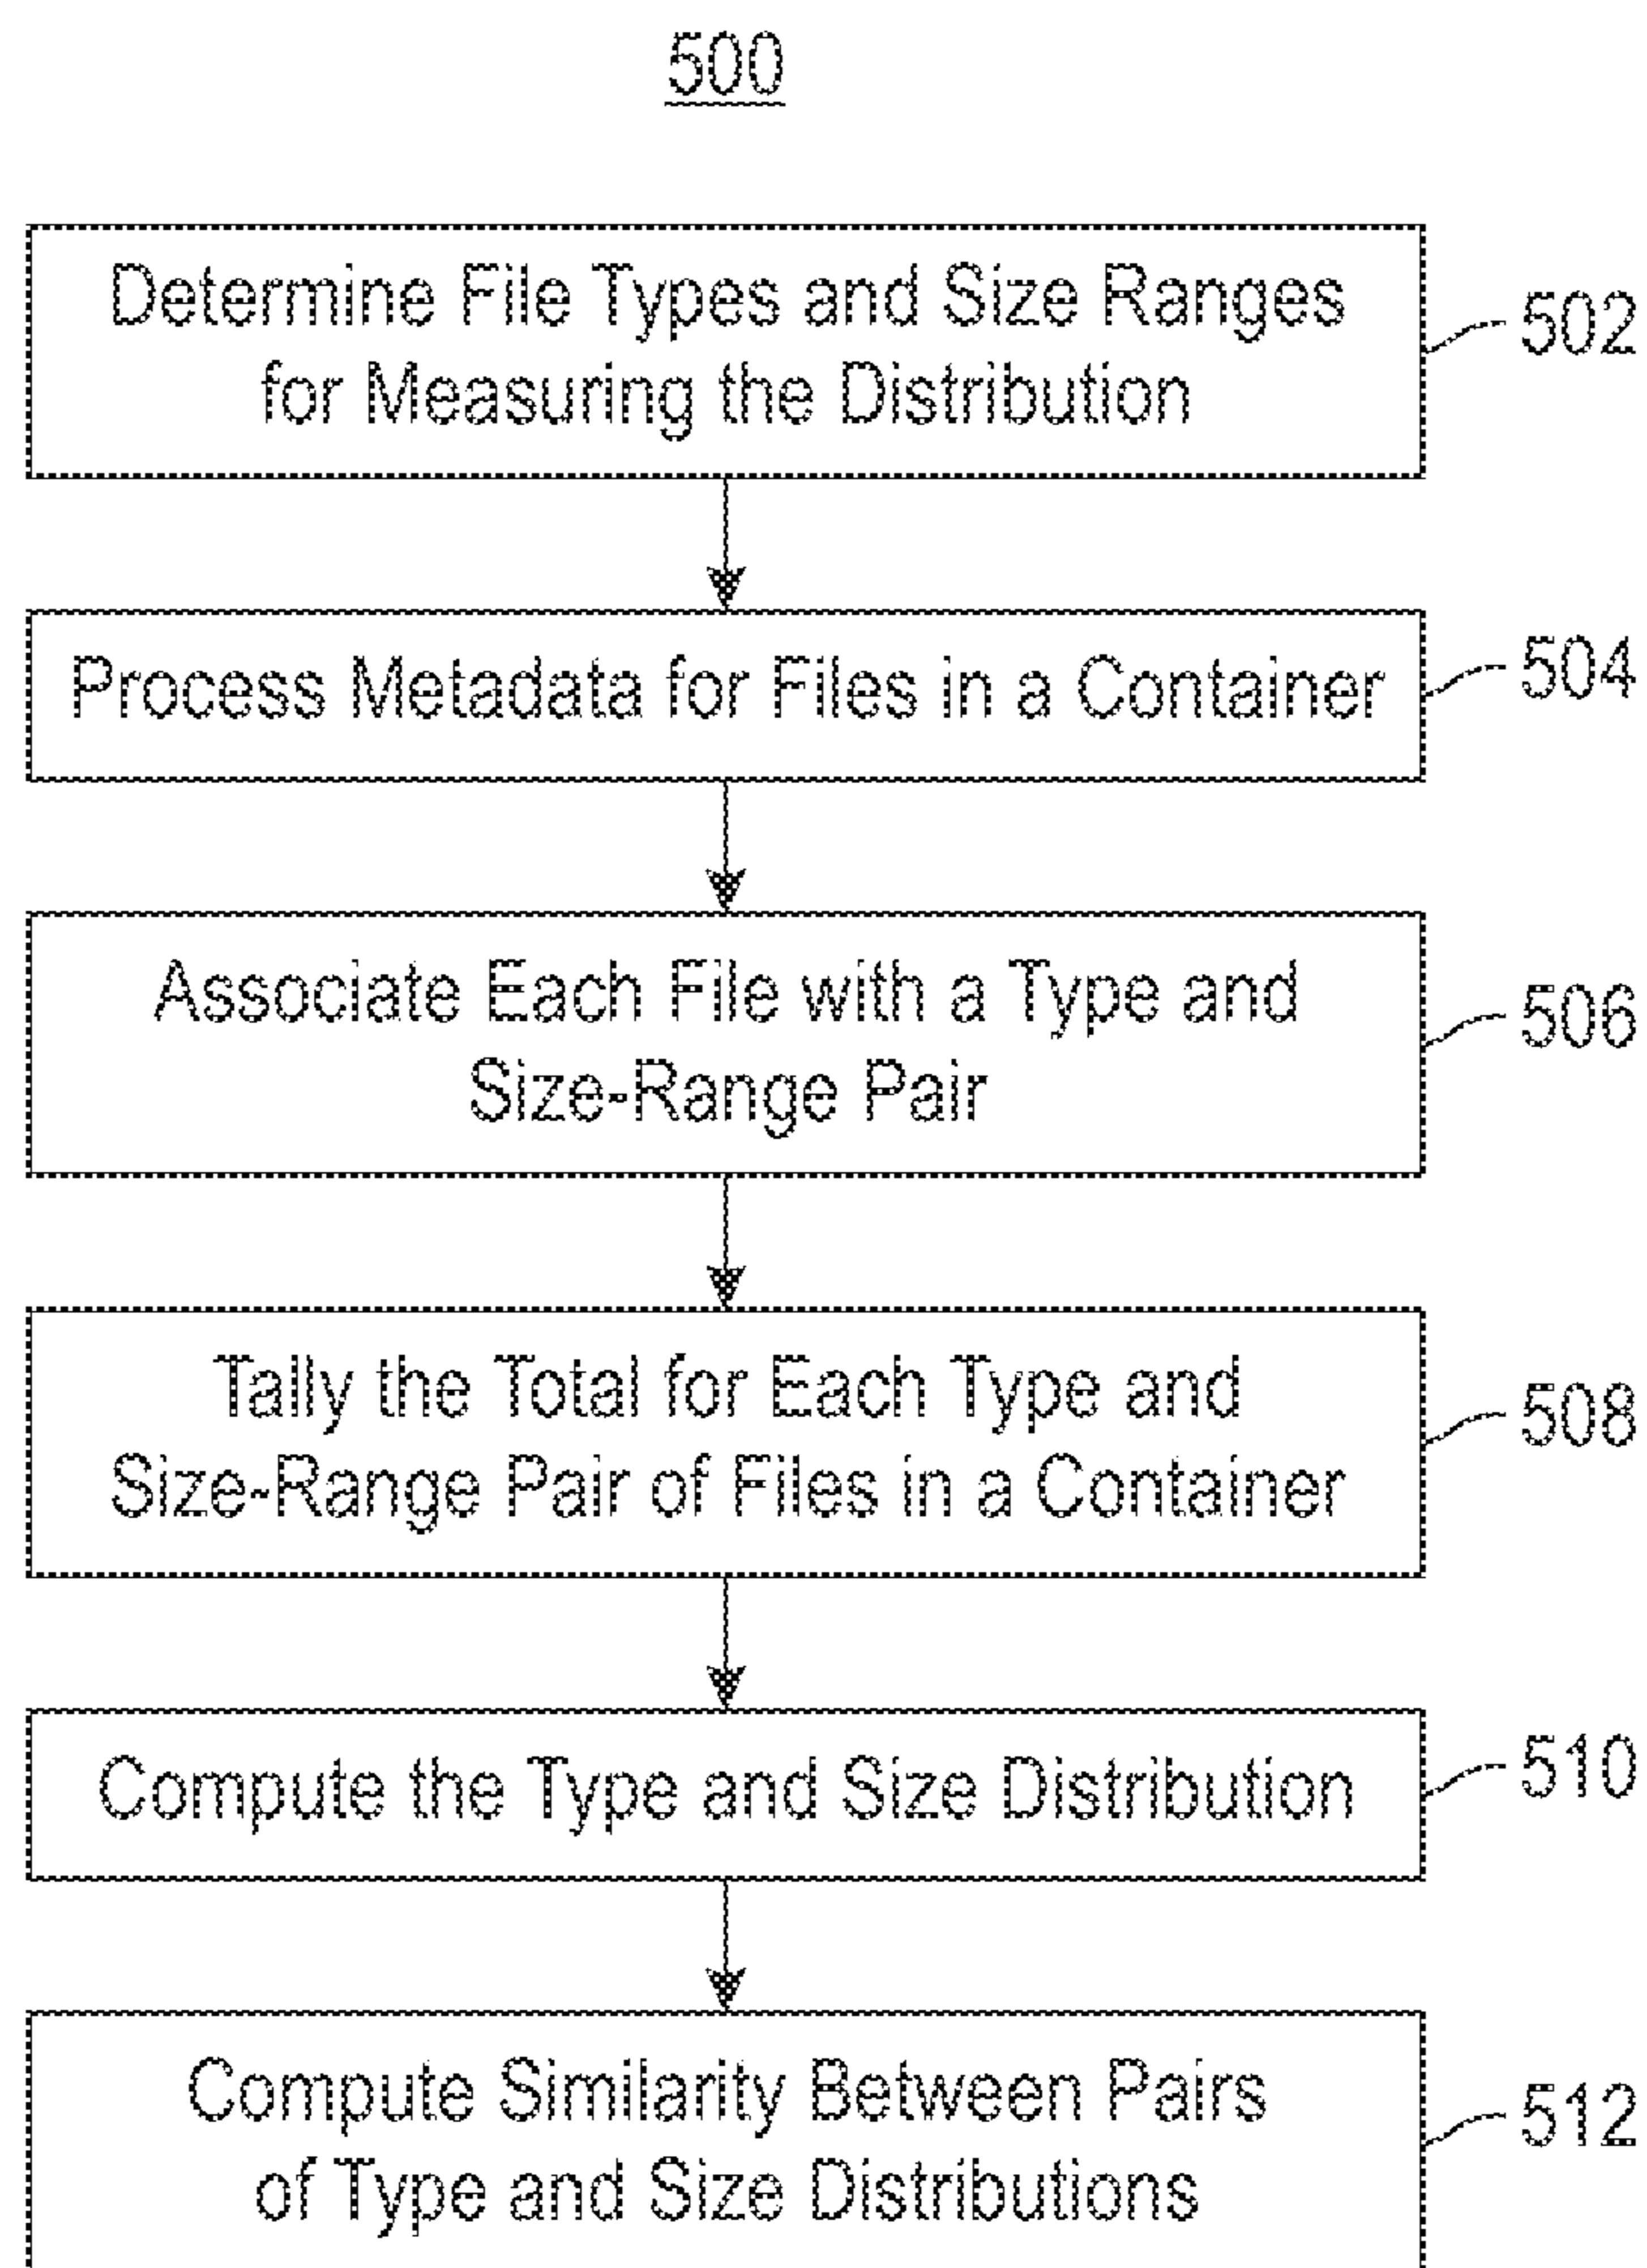 500
Determine File Types and Size Ranges
for Measuring the Distribution
502
Process Metadata for Files in a Container
504
Associate Each File with a Type and
Size-Range Pair
506
Tally the Total for Each Type and
Size-Range Pair of Files in a Container
508
Compute the Type and Size Distribution
510
Compute Similarity Between Pairs
of Type and Size Distributions
512